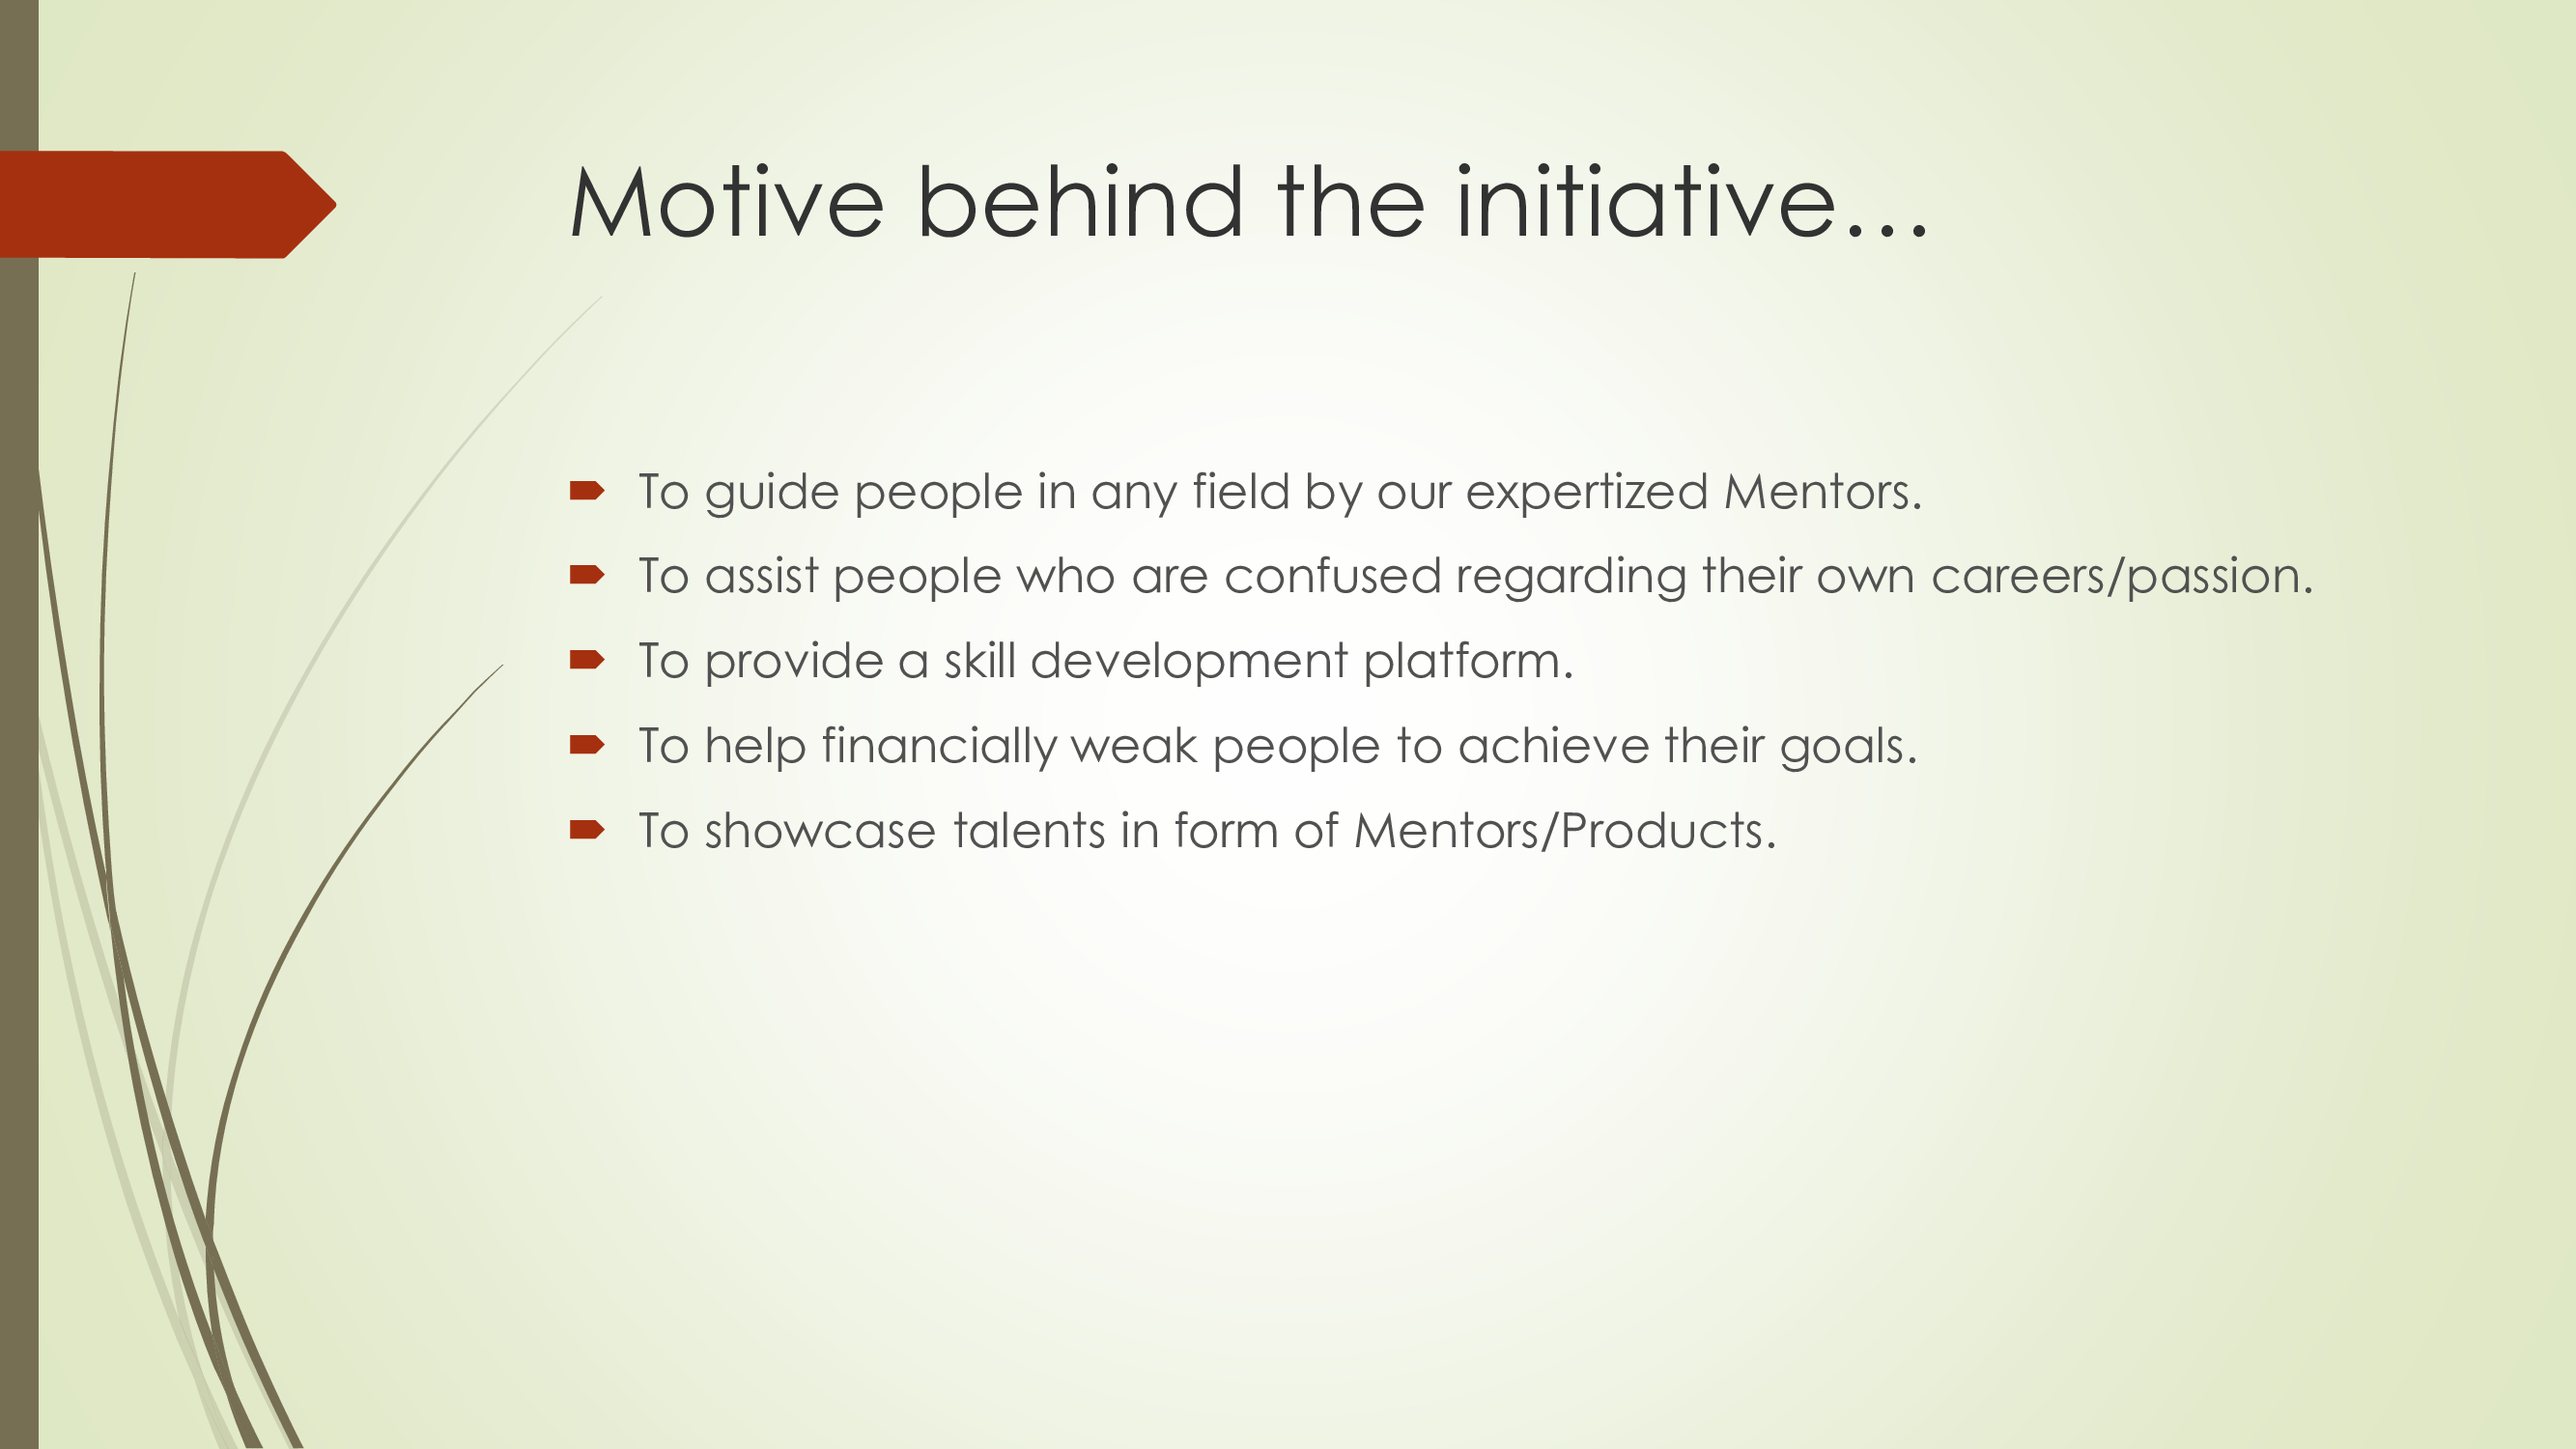 Motive behind the initiative…
To guide people in any field by our expertized Mentors.
To assist people who are confused regarding their own careers/passion.
To provide a skill development platform.
To help financially weak people to achieve their goals.
To showcase talents in form of Mentors/Products.